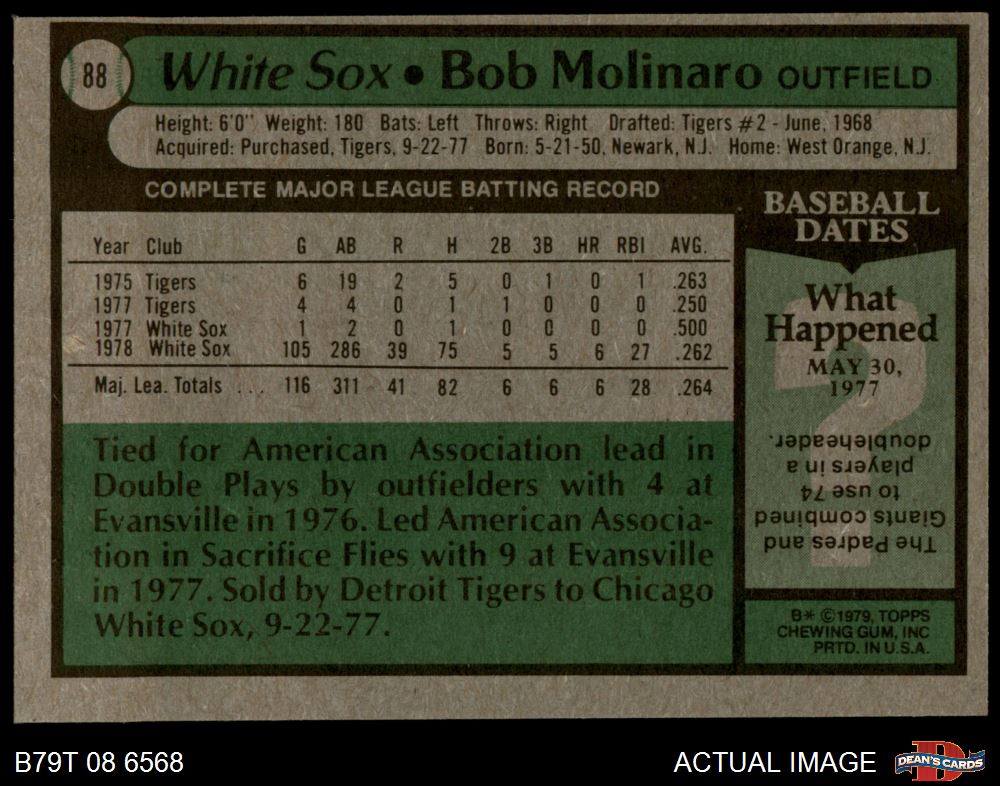 88
White Sox • Bob Molinaro OUTFIELD
Height: 6'0" Weight: 180 Bats: Left Throws: Right Drafted: Tigers #2 - June, 1968
Acquired: Purchased, Tigers, 9-22-77 Born: 5-21-50, Newark, N.J. Home: West Orange, N.J.
COMPLETE MAJOR LEAGUE BATTING RECORD
Year Club G AB R H 2B 3B HR RBI AVG.
1975 Tigers 6 19 2 5 0 1 0 1 .263
1977 Tigers 4 4 0 1 1 0 0 0 .250
1977 White Sox 1 2 0 1 0 0 0 0 .500
1978 White Sox 105 286 39 75 5 5 6 27 .262
Maj. Lea. Totals ... 116 311 41 82 6 6 6 28 .264
Tied for American Association lead in
Double Plays by outfielders with 4 at
Evansville in 1976. Led American Associa-
tion in Sacrifice Flies with 9 at Evansville
in 1977. Sold by Detroit Tigers to Chicago
White Sox, 9-22-77.
BASEBALL
DATES
What
Happened
MAY 30,
1977
The Padres and
Giants combined
to use 74
players in a
doubleheader.
B* ©1979, TOPPS
CHEWING GUM, INC
PRTD. IN U.S.A.
B79T 08 6568
ACTUAL IMAGE
D
DEAN'S CARDS